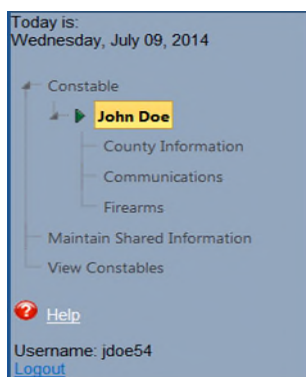 Today is:
Wednesday, July 09, 2014
Constable
John Doe
County Information
Communications
Firearms
Maintain Shared Information
View Constables
? Help
Username: jdoe54
Logout